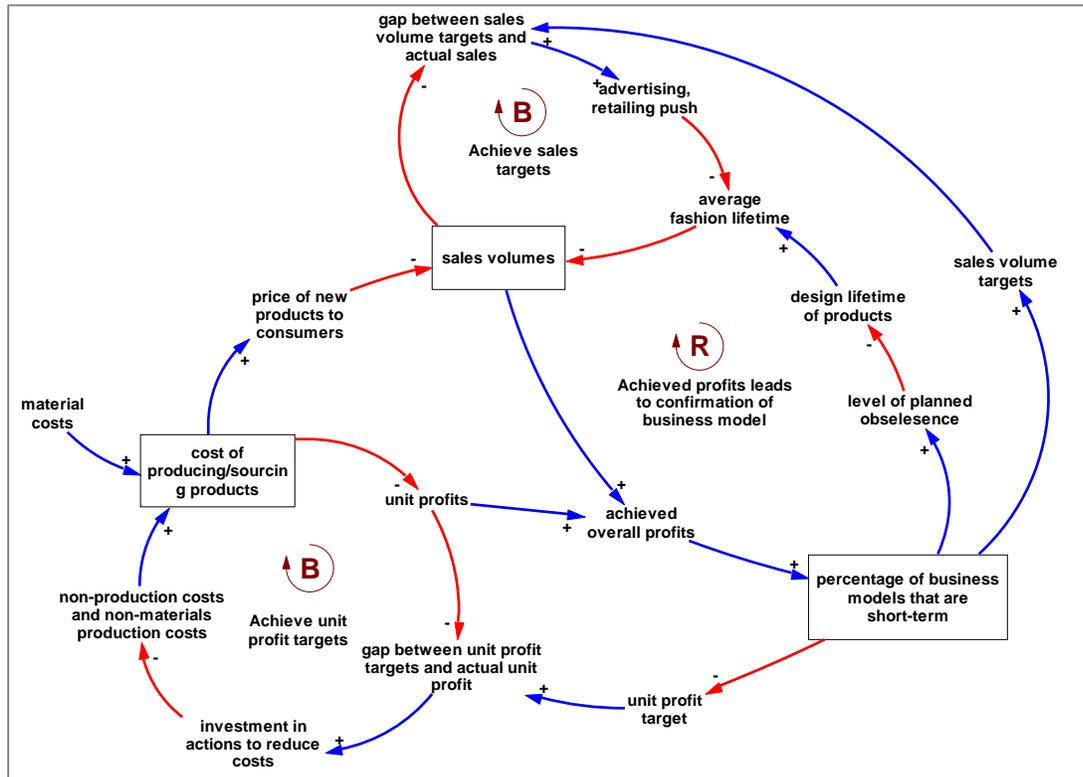 gap between sales
volume targets and
actual sales
+
-
+
advertising,
retailing push
B
Achieve sales
targets
-
average
fashion lifetime
sales volumes
-
-
+
sales volume
targets
design lifetime
of products
+
price of new
products to
consumers
+
R
Achieved profits leads
to confirmation of
business model
-
level of planned
obselesence
+
material
costs
+
cost of
producing/sourcin
g products
+
-
unit profits
+
+
achieved
overall profits
+
percentage of business
models that are
short-term
B
Achieve unit
profit targets
non-production costs
and non-materials
production costs
-
-
gap between unit profit
targets and actual unit
profit
+
-
unit profit
target
investment in
actions to reduce
costs
+